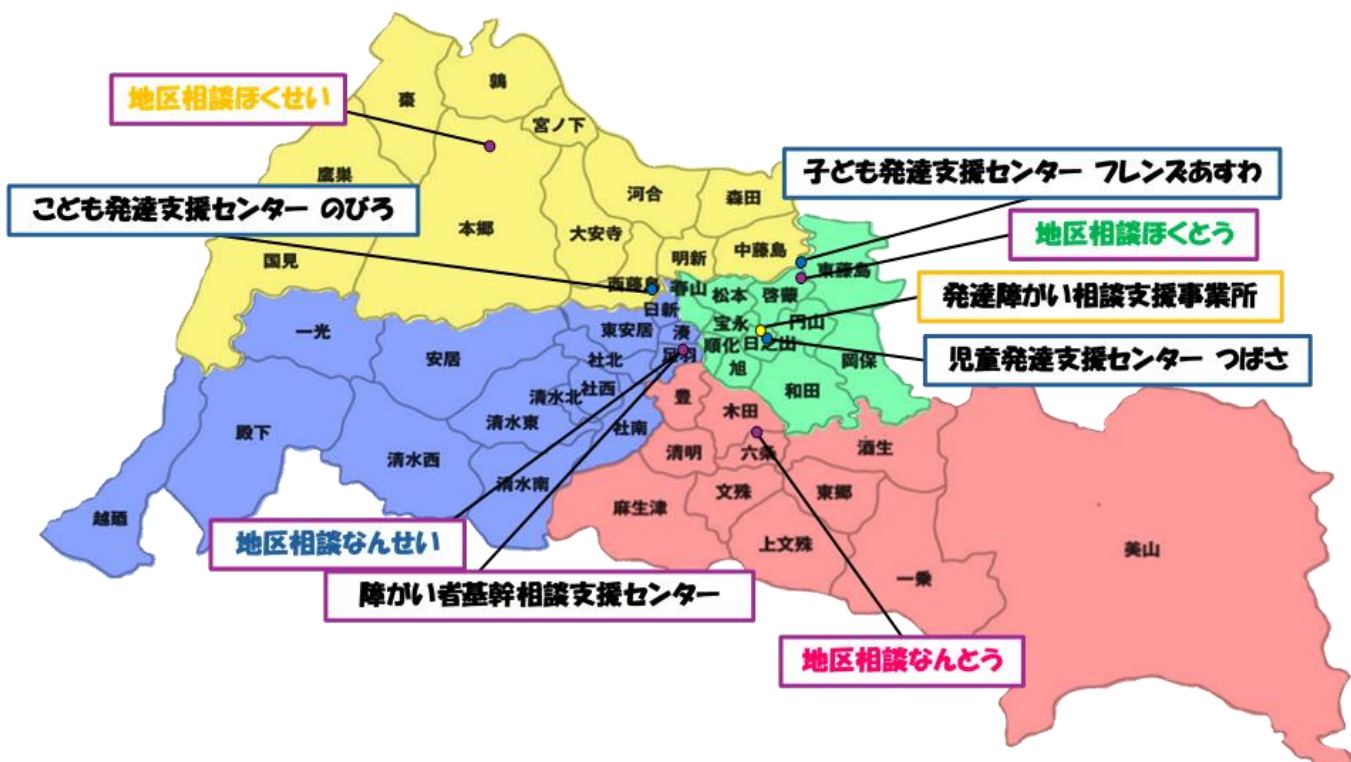 鶉
棗
地区相談ほくせい
宮ノ下
子ども発達支援センター フレンズあすわ
鷹巣
河合
森田
こども発達支援センター のびろ
本郷
大安寺
地区相談ほくとう
明新
中藤島
国見
東藤島
西藤島
春山
松本
啓蒙
発達障がい相談支援事業所
日新
宝永
円山
一光
東安居
湊
順化
日之出
児童発達支援センター つばさ
安居
社北
足羽
旭
岡保
社西
和田
清水北
豊
木田
清水東
社南
殿下
清明
六条
酒生
清水西
清水南
文殊
東郷
麻生津
越廼
地区相談なんせい
上文殊
美山
一乗
障がい者基幹相談支援センター
地区相談なんとう